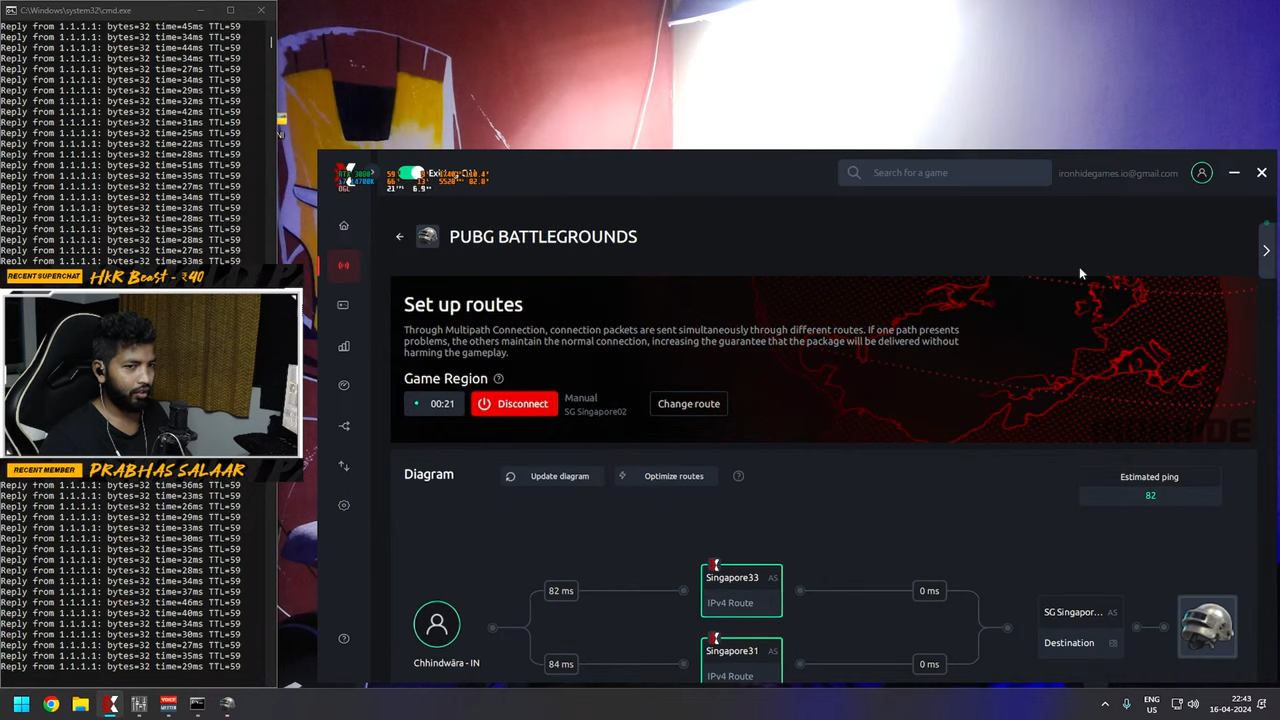 C:\Windows\system32\cmd.exe
Reply from 1.1.1.1: bytes=32 time=45ms TTL=59
Reply from 1.1.1.1: bytes=32 time=34ms TTL=59
Reply from 1.1.1.1: bytes=32 time=44ms TTL=59
Reply from 1.1.1.1: bytes=32 time=34ms TTL=59
Reply from 1.1.1.1: bytes=32 time=27ms TTL=59
Reply from 1.1.1.1: bytes=32 time=34ms TTL=59
Reply from 1.1.1.1: bytes=32 time=29ms TTL=59
Reply from 1.1.1.1: bytes=32 time=32ms TTL=59
Reply from 1.1.1.1: bytes=32 time=42ms TTL=59
Reply from 1.1.1.1: bytes=32 time=31ms TTL=59
Reply from 1.1.1.1: bytes=32 time=25ms TTL=59
Reply from 1.1.1.1: bytes=32 time=22ms TTL=59
Reply from 1.1.1.1: bytes=32 time=28ms TTL=59
Reply from 1.1.1.1: bytes=32 time=51ms TTL=59
Reply from 1.1.1.1: bytes=32 time=35ms TTL=59
Reply from 1.1.1.1: bytes=32 time=27ms TTL=59
Reply from 1.1.1.1: bytes=32 time=34ms TTL=59
Reply from 1.1.1.1: bytes=32 time=32ms TTL=59
Reply from 1.1.1.1: bytes=32 time=28ms TTL=59
Reply from 1.1.1.1: bytes=32 time=35ms TTL=59
Reply from 1.1.1.1: bytes=32 time=28ms TTL=59
Reply from 1.1.1.1: bytes=32 time=27ms TTL=59
Reply from 1.1.1.1: bytes=32 time=33ms TTL=59
RECENT SUPERCHAT HKR Beast - ₹40
RECENT MEMBER PRABHAS SALAAR
Reply from 1.1.1.1: bytes=32 time=36ms TTL=59
Reply from 1.1.1.1: bytes=32 time=23ms TTL=59
Reply from 1.1.1.1: bytes=32 time=26ms TTL=59
Reply from 1.1.1.1: bytes=32 time=29ms TTL=59
Reply from 1.1.1.1: bytes=32 time=33ms TTL=59
Reply from 1.1.1.1: bytes=32 time=30ms TTL=59
Reply from 1.1.1.1: bytes=32 time=35ms TTL=59
Reply from 1.1.1.1: bytes=32 time=32ms TTL=59
Reply from 1.1.1.1: bytes=32 time=28ms TTL=59
Reply from 1.1.1.1: bytes=32 time=34ms TTL=59
Reply from 1.1.1.1: bytes=32 time=37ms TTL=59
Reply from 1.1.1.1: bytes=32 time=46ms TTL=59
Reply from 1.1.1.1: bytes=32 time=40ms TTL=59
Reply from 1.1.1.1: bytes=32 time=34ms TTL=59
Reply from 1.1.1.1: bytes=32 time=30ms TTL=59
Reply from 1.1.1.1: bytes=32 time=27ms TTL=59
Reply from 1.1.1.1: bytes=32 time=35ms TTL=59
Reply from 1.1.1.1: bytes=32 time=29ms TTL=59
Search for a game
ironhidegames.io@gmail.com
PUBG BATTLEGROUNDS
Set up routes
Through Multipath Connection, connection packets are sent simultaneously through different routes. If one path presents
problems, the others maintain the normal connection, increasing the guarantee that the package will be delivered without
harming the gameplay.
Game Region
00:21 Disconnect
Manual
SG Singapore02
Change route
Diagram
Update diagram
Optimize routes
Estimated ping
82
82 ms
Singapore33 AS
IPv4 Route
0 ms
Chhindwāra - IN
84 ms
Singapore31 AS
IPv4 Route
0 ms
SG Singapor... AS
Destination
ENG
US
22:43
16-04-2024